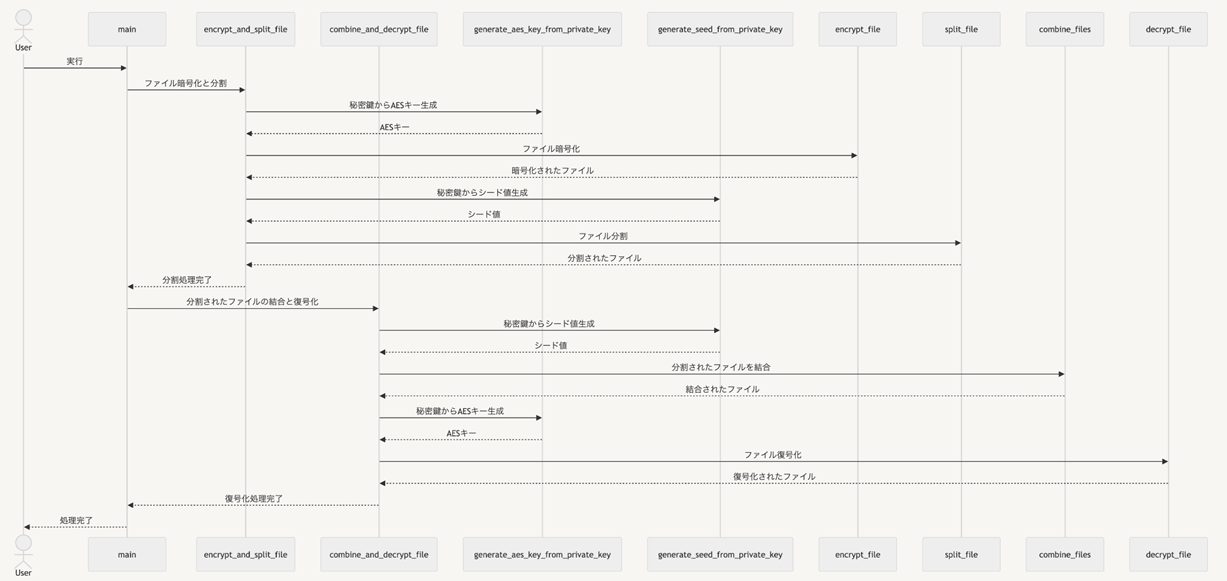 User
main
encrypt_and_split_file
combine_and_decrypt_file
generate_aes_key_from_private_key
generate_seed_from_private_key
encrypt_file
split_file
combine_files
decrypt_file
実行
ファイル暗号化と分割
秘密鍵からAESキー生成
AESキー
ファイル暗号化
暗号化されたファイル
秘密鍵からシード値生成
シード値
ファイル分割
分割されたファイル
分割処理完了
分割されたファイルの結合と復号化
秘密鍵からシード値生成
シード値
分割されたファイルを結合
結合されたファイル
秘密鍵からAESキー生成
AESキー
ファイル復号化
復号化されたファイル
復号化処理完了
処理完了
User
main
encrypt_and_split_file
combine_and_decrypt_file
generate_aes_key_from_private_key
generate_seed_from_private_key
encrypt_file
split_file
combine_files
decrypt_file